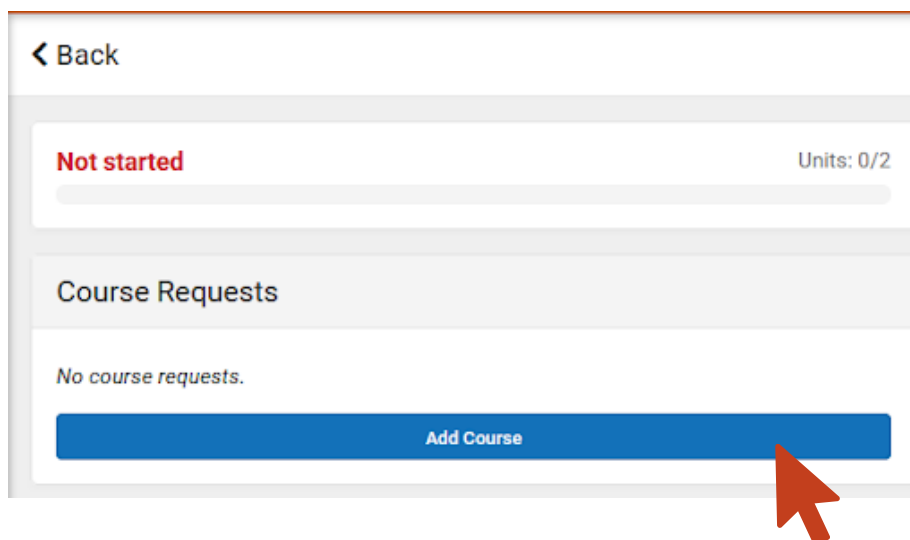 Back
Not started
Units: 0/2
Course Requests
No course requests.
Add Course